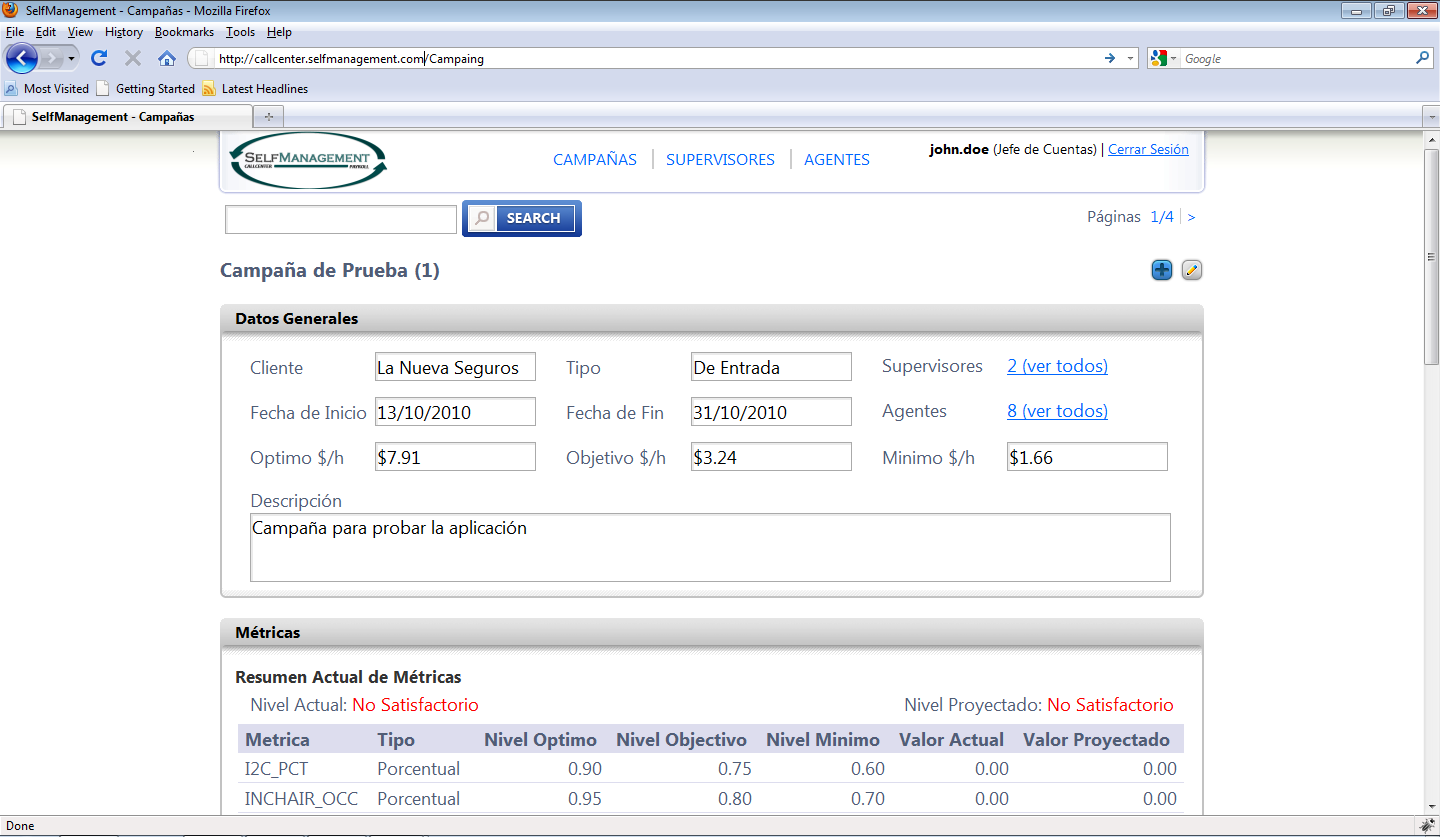 SelfManagement - Campañas - Mozilla Firefox
File Edit View History Bookmarks Tools Help
http://callcenter.selfmanagement.com/Campaing
Google
Most Visited Getting Started Latest Headlines
SelfManagement - Campañas
SELFMANAGEMENT
CALLCENTER PAYROLL
CAMPAÑAS SUPERVISORES AGENTES
john.doe (Jefe de Cuentas) | Cerrar Sesión
SEARCH
Páginas 1/4 >
Campaña de Prueba (1)
Datos Generales
Cliente La Nueva Seguros Tipo De Entrada Supervisores 2 (ver todos)
Fecha de Inicio 13/10/2010 Fecha de Fin 31/10/2010 Agentes 8 (ver todos)
Optimo $/h $7.91 Objetivo $/h $3.24 Minimo $/h $1.66
Descripción
Campaña para probar la aplicación
Métricas
Resumen Actual de Métricas
Nivel Actual: No Satisfactorio Nivel Proyectado: No Satisfactorio
Metrica Tipo Nivel Optimo Nivel Objectivo Nivel Minimo Valor Actual Valor Proyectado
I2C_PCT Porcentual 0.90 0.75 0.60 0.00 0.00
INCHAIR_OCC Porcentual 0.95 0.80 0.70 0.00 0.00
Done